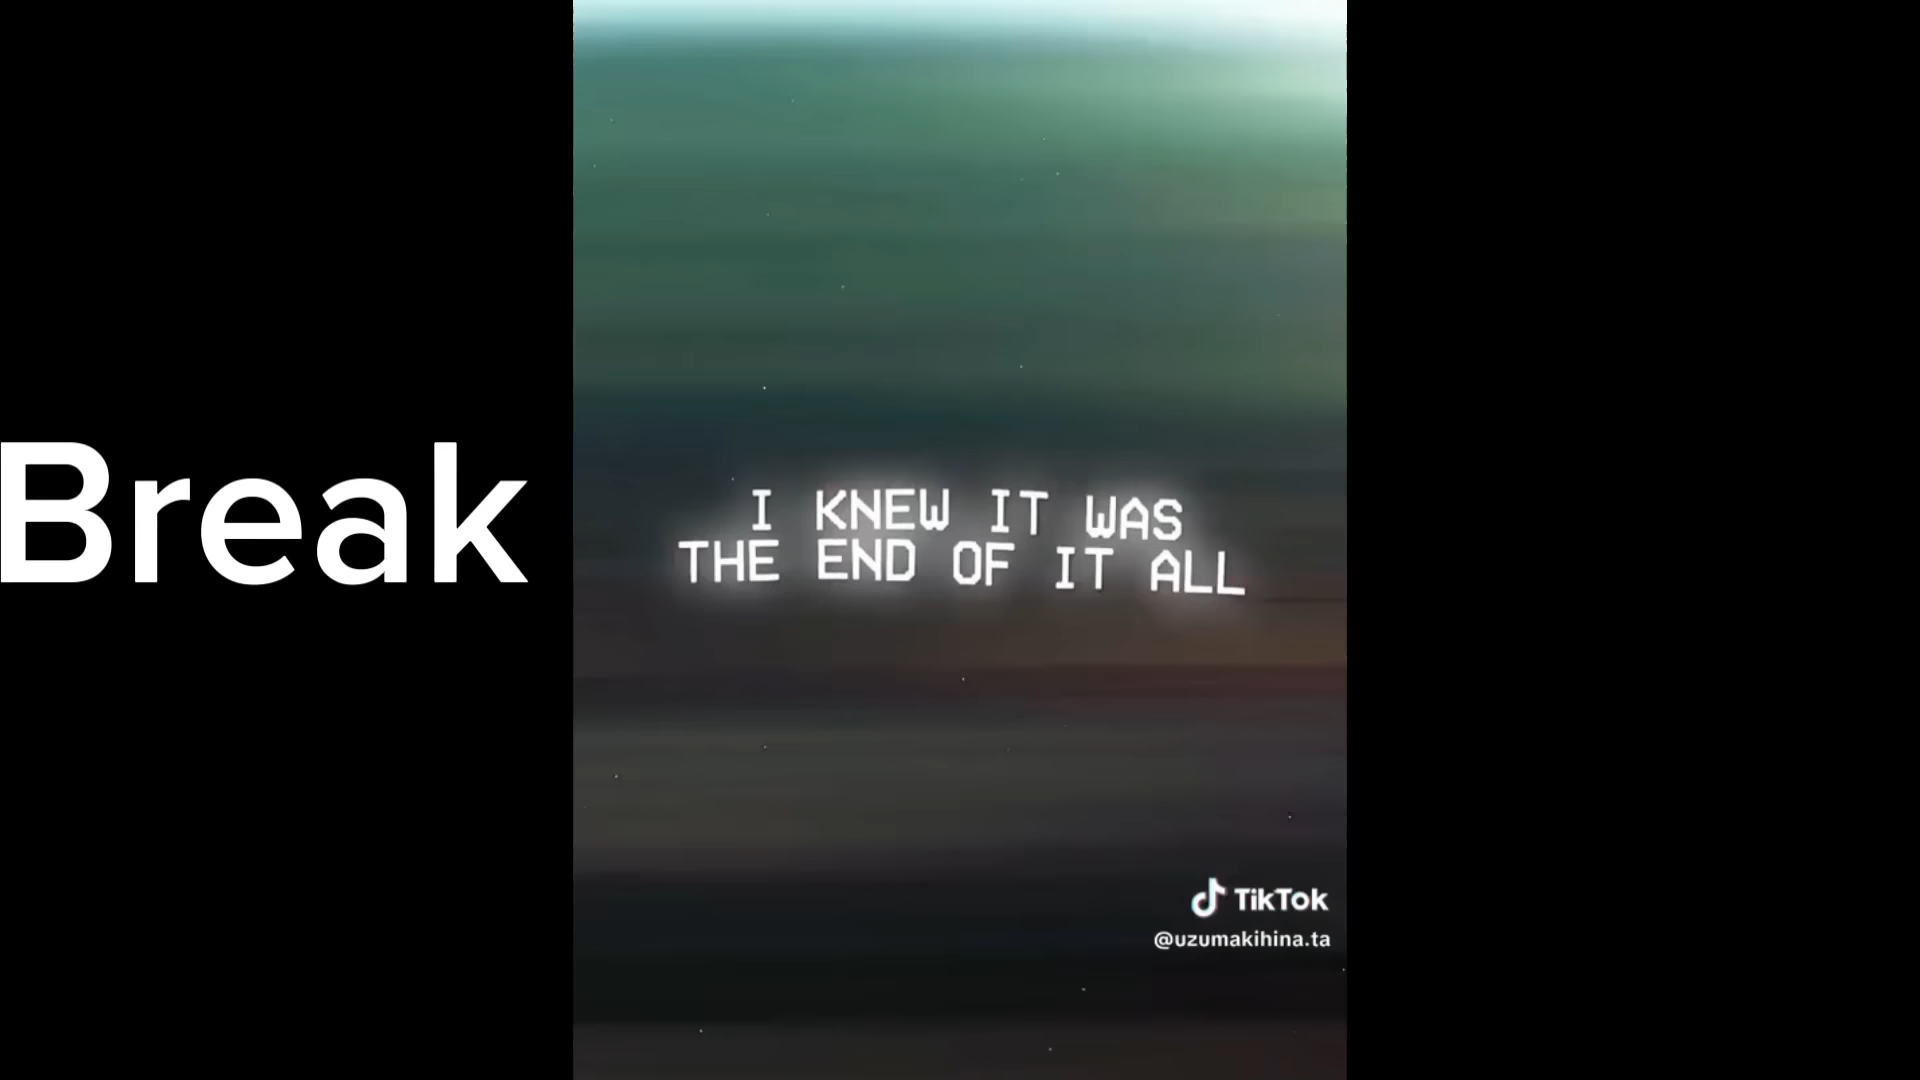 Break
I KNEW IT WAS
THE END OF IT ALL
TikTok
@uzumakihina.ta